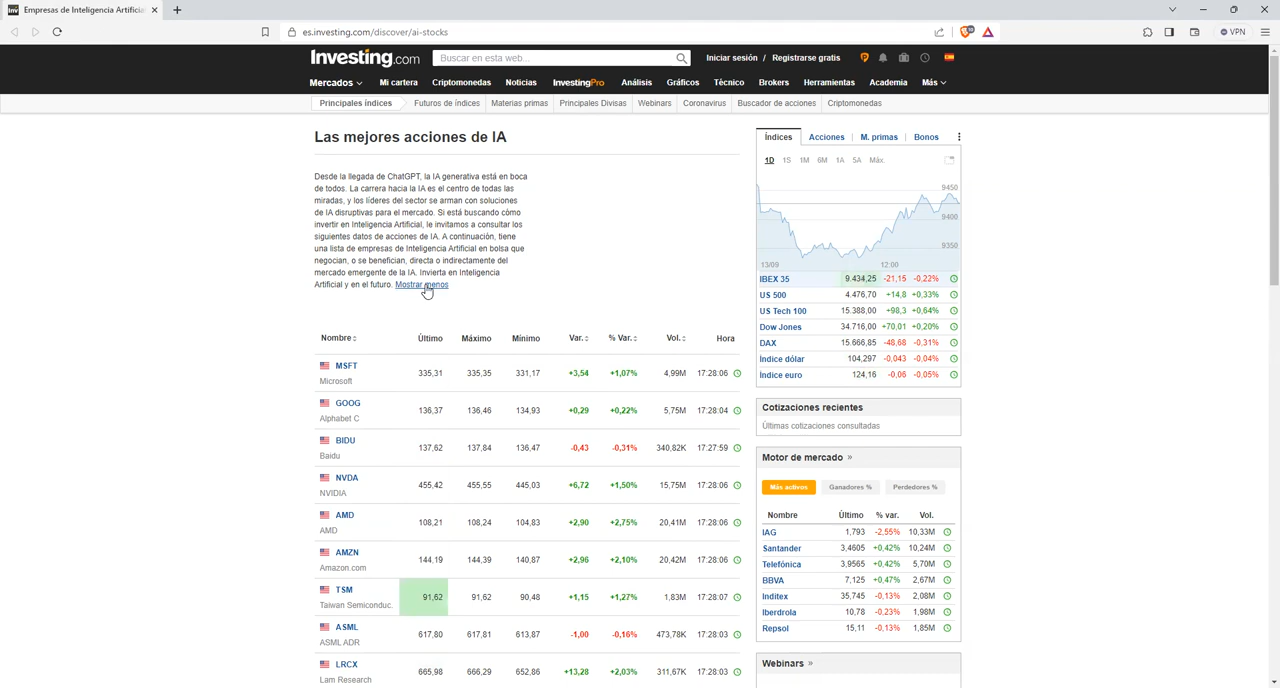 Empresas de Inteligencia Artificial
es.investing.com/discover/ai-stocks
VPN
Investing.com
Buscar en esta web...
Iniciar sesión / Registrarse gratis
Mercados Mi cartera Criptomonedas Noticias InvestingPro Análisis Gráficos Técnico Brokers Herramientas Academia Más
Principales índices Futuros de índices Materias primas Principales Divisas Webinars Coronavirus Buscador de acciones Criptomonedas
Las mejores acciones de IA
Desde la llegada de ChatGPT, la IA generativa está en boca
de todos. La carrera hacia la IA es el centro de todas las
miradas, y los líderes del sector se arman con soluciones
de IA disruptivas para el mercado. Si está buscando cómo
invertir en Inteligencia Artificial, le invitamos a consultar los
siguientes datos de acciones de IA. A continuación, tiene
una lista de empresas de Inteligencia Artificial en bolsa que
negocian, o se benefician, directa o indirectamente del
mercado emergente de la IA. Invierta en Inteligencia
Artificial y en el futuro. Mostrar menos
Nombre Último Máximo Mínimo Var. % Var. Vol. Hora
MSFT 335,31 335,35 331,17 +3,54 +1,07% 4,99M 17:28:06
Microsoft
GOOG 136,37 136,46 134,93 +0,29 +0,22% 5,75M 17:28:04
Alphabet C
BIDU 137,62 137,84 136,47 -0,43 -0,31% 340,82K 17:27:59
Baidu
NVDA 455,42 455,55 445,03 +6,72 +1,50% 15,75M 17:28:06
NVIDIA
AMD 108,21 108,24 104,83 +2,90 +2,75% 20,41M 17:28:06
AMD
AMZN 144,19 144,39 140,87 +2,96 +2,10% 20,42M 17:28:06
Amazon.com
TSM 91,62 91,62 90,48 +1,15 +1,27% 1,83M 17:28:07
Taiwan Semiconduc.
ASML 617,80 617,81 613,87 -1,00 -0,16% 473,78K 17:28:03
ASML ADR
LRCX 665,98 666,29 652,86 +13,28 +2,03% 311,67K 17:28:03
Lam Research
Índices Acciones M. primas Bonos
1D 1S 1M 6M 1A 5A Máx.
9450
9400
9350
13/09 12:00
IBEX 35 9.434,25 -21,15 -0,22%
US 500 4.476,70 +14,8 +0,33%
US Tech 100 15.388,00 +98,3 +0,64%
Dow Jones 34.716,00 +70,01 +0,20%
DAX 15.666,85 -48,68 -0,31%
Índice dólar 104,297 -0,043 -0,04%
Índice euro 124,16 -0,06 -0,05%
Cotizaciones recientes
Últimas cotizaciones consultadas
Motor de mercado »
Más activos Ganadores % Perdedores %
Nombre Último % var. Vol.
IAG 1,793 -2,55% 10,33M
Santander 3,4605 +0,42% 10,24M
Telefónica 3,9565 +0,42% 5,70M
BBVA 7,125 +0,47% 2,67M
Inditex 35,745 -0,13% 2,08M
Iberdrola 10,78 -0,23% 1,98M
Repsol 15,11 -0,13% 1,85M
Webinars »